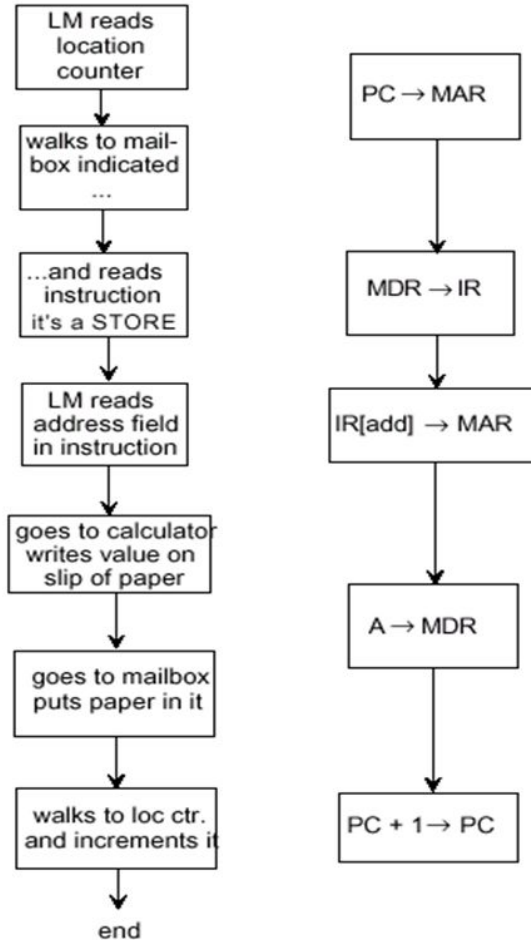 LM reads
location
counter
walks to mail-
box indicated
...
...and reads
instruction
it's a STORE
LM reads
address field
in instruction
goes to calculator
writes value on
slip of paper
goes to mailbox
puts paper in it
walks to loc ctr.
and increments it
end
PC → MAR
MDR → IR
IR[add] → MAR
A → MDR
PC + 1 → PC